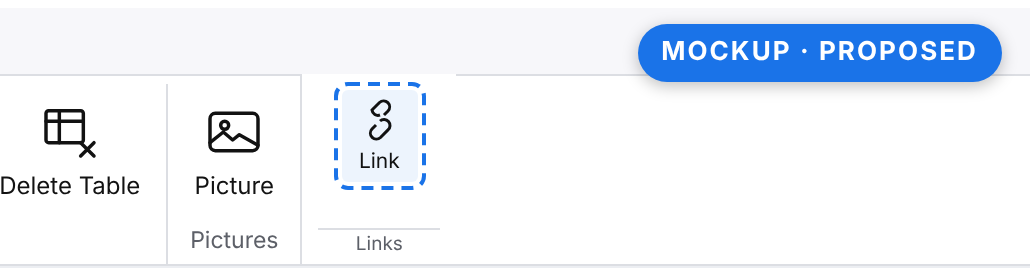 MOCKUP · PROPOSED
Delete Table
Picture
Link
Pictures
Links